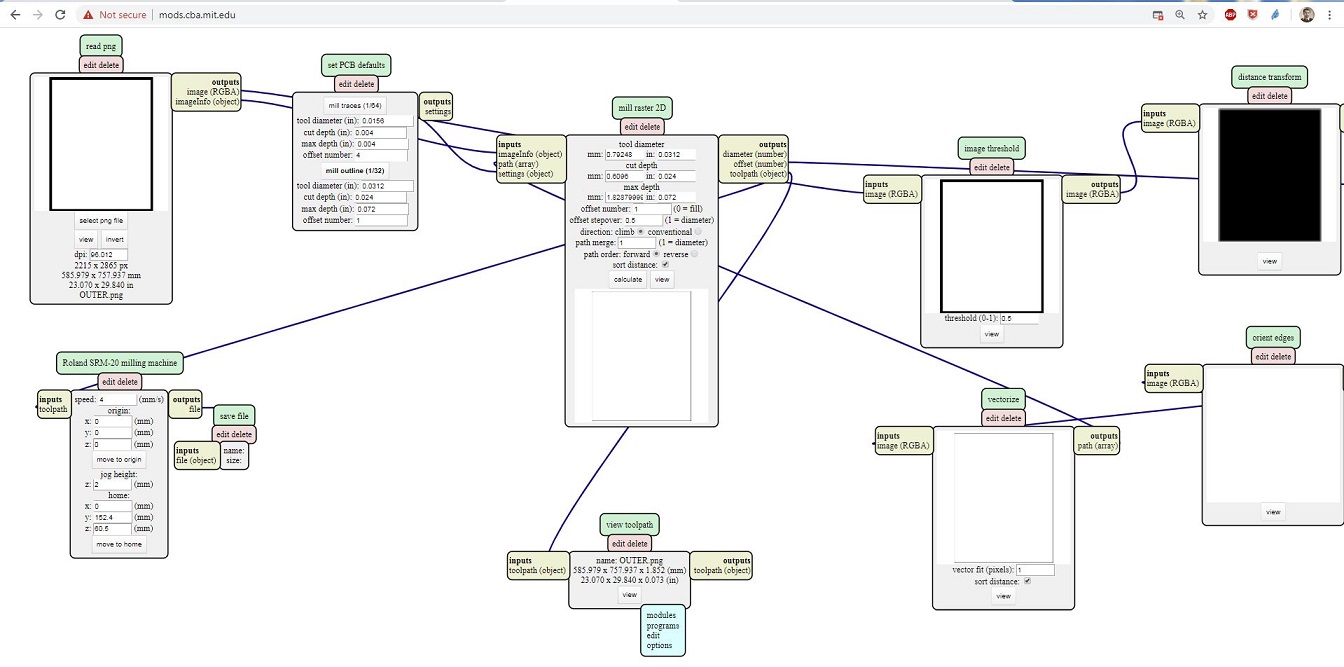 Not secure | mods.cba.mit.edu
ABP
read png
edit delete
outputs
image (RGBA)
imageInfo (object)
select png file
view invert
dpi: 96.012
2215 x 2865 px
585.979 x 757.937 mm
23.070 x 29.840 in
OUTER.png
set PCB defaults
edit delete
mill traces (1/64)
tool diameter (in): 0.0156
cut depth (in): 0.004
max depth (in): 0.004
offset number: 4
mill outline (1/32)
tool diameter (in): 0.0312
cut depth (in): 0.024
max depth (in): 0.072
offset number: 1
outputs
settings
mill raster 2D
edit delete
inputs
imageInfo (object)
path (array)
settings (object)
tool diameter
mm: 0.79248 in: 0.0312
cut depth
mm: 0.6096 in: 0.024
max depth
mm: 1.82879999 in: 0.072
offset number: 1 (0 = fill)
offset stepover: 0.5 (1 = diameter)
direction: climb conventional
path merge: 1 (1 = diameter)
path order: forward reverse
sort distance:
calculate view
outputs
diameter (number)
offset (number)
toolpath (object)
image threshold
edit delete
inputs
image (RGBA)
outputs
image (RGBA)
threshold (0-1): 0.5
view
distance transform
edit delete
inputs
image (RGBA)
view
Roland SRM-20 milling machine
edit delete
inputs
toolpath
speed: 4 (mm/s)
origin:
x: 0 (mm)
y: 0 (mm)
z: 0 (mm)
move to origin
jog height:
z: 2 (mm)
home:
x: 0 (mm)
y: 152.4 (mm)
z: 60.5 (mm)
move to home
outputs
file
save file
edit delete
inputs
file (object)
name:
size:
view toolpath
edit delete
inputs
toolpath (object)
name: OUTER.png
585.979 x 757.937 x 1.852 (mm)
23.070 x 29.840 x 0.073 (in)
view
outputs
toolpath (object)
modules
programs
edit
options
vectorize
edit delete
inputs
image (RGBA)
outputs
path (array)
vector fit (pixels): 1
sort distance:
view
orient edges
edit delete
inputs
image (RGBA)
view